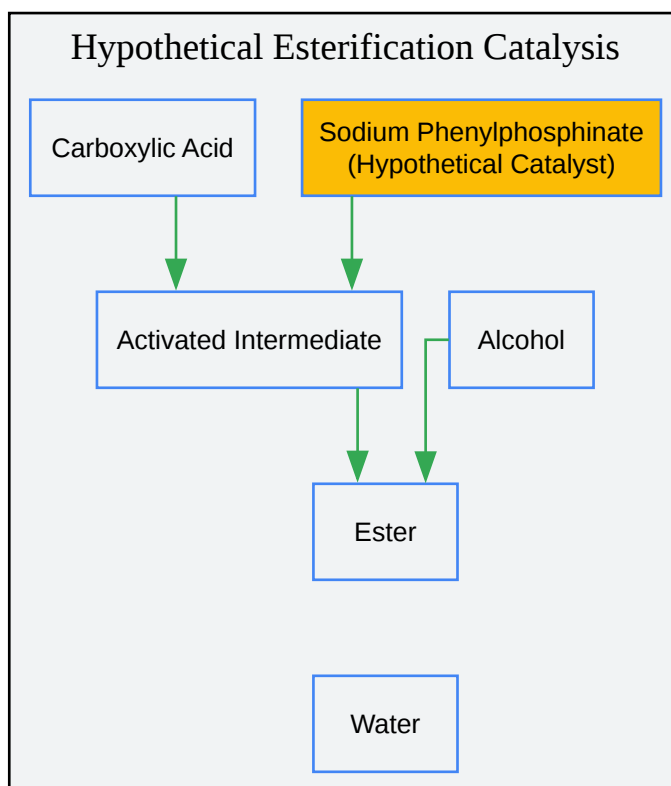 Hypothetical Esterification Catalysis
Carboxylic Acid
Sodium Phenylphosphinate
(Hypothetical Catalyst)
Activated Intermediate
Alcohol
Ester
Water